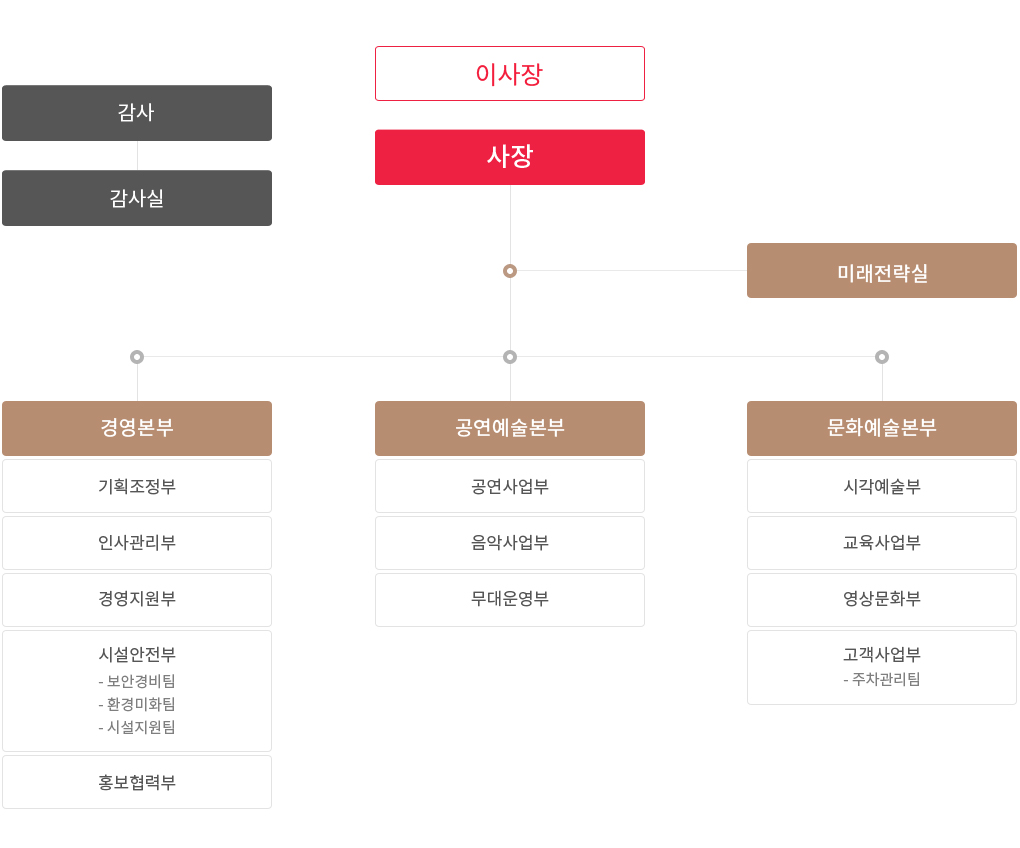 이사장
사장
감사
감사실
미래전략실
경영본부
기획조정부
인사관리부
경영지원부
시설안전부
- 보안경비팀
- 환경미화팀
- 시설지원팀
홍보협력부
공연예술본부
공연사업부
음악사업부
무대운영부
문화예술본부
시각예술부
교육사업부
영상문화부
고객사업부
- 주차관리팀